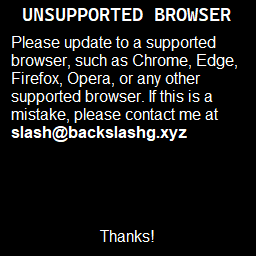 UNSUPPORTED BROWSER
Please update to a supported
browser, such as Chrome, Edge,
Firefox, Opera, or any other
supported browser. If this is a
mistake, please contact me at
slash@backslashg.xyz
Thanks!